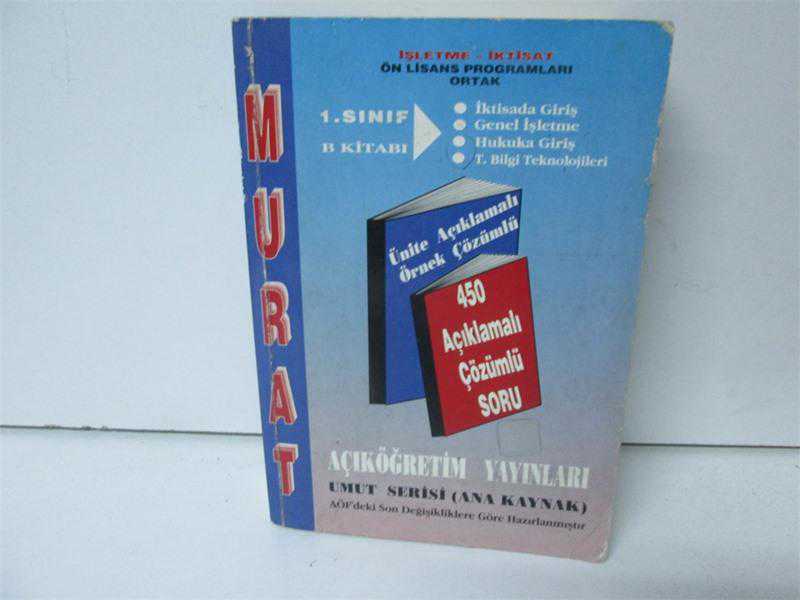 MURAT
İŞLETME - İKTİSAT
ÖN LİSANS PROGRAMLARI
ORTAK
1.SINIF
B KİTABI
İktisada Giriş
Genel İşletme
Hukuka Giriş
T. Bilgi Teknolojileri
Ünite Açıklamalı
Örnek Çözümlü
450
Açıklamalı
Çözümlü
SORU
AÇIKÖĞRETİM YAYINLARI
UMUT SERİSİ (ANA KAYNAK)
AÖF'deki Son Değişikliklere Göre Hazırlanmıştır